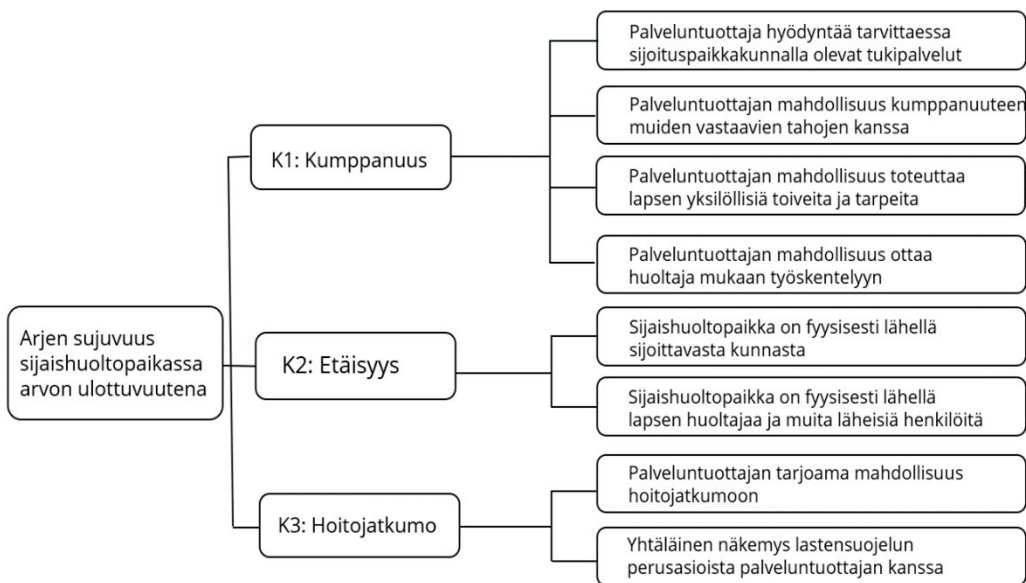 Arjen sujuvuus
sijaishuoltopaikassa
arvon ulottuvuutena
K1: Kumppanuus
Palveluntuottaja hyödyntää tarvittaessa
sijoituspaikkakunnalla olevat tukipalvelut
Palveluntuottajan mahdollisuus kumppanuuteen
muiden vastaavien tahojen kanssa
Palveluntuottajan mahdollisuus toteuttaa
lapsen yksilöllisiä toiveita ja tarpeita
Palveluntuottajan mahdollisuus ottaa
huoltaja mukaan työskentelyyn
K2: Etäisyys
Sijaishuoltopaikka on fyysisesti lähellä
sijoittavasta kunnasta
Sijaishuoltopaikka on fyysisesti lähellä
lapsen huoltajaa ja muita läheisiä henkilöitä
K3: Hoitojatkumo
Palveluntuottajan tarjoama mahdollisuus
hoitojatkumoon
Yhtäläinen näkemys lastensuojelun
perusasioista palveluntuottajan kanssa